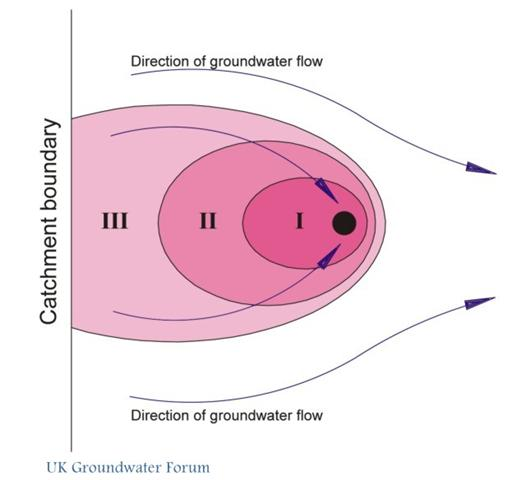 Direction of groundwater flow
Catchment boundary
III
II
I
Direction of groundwater flow
UK Groundwater Forum